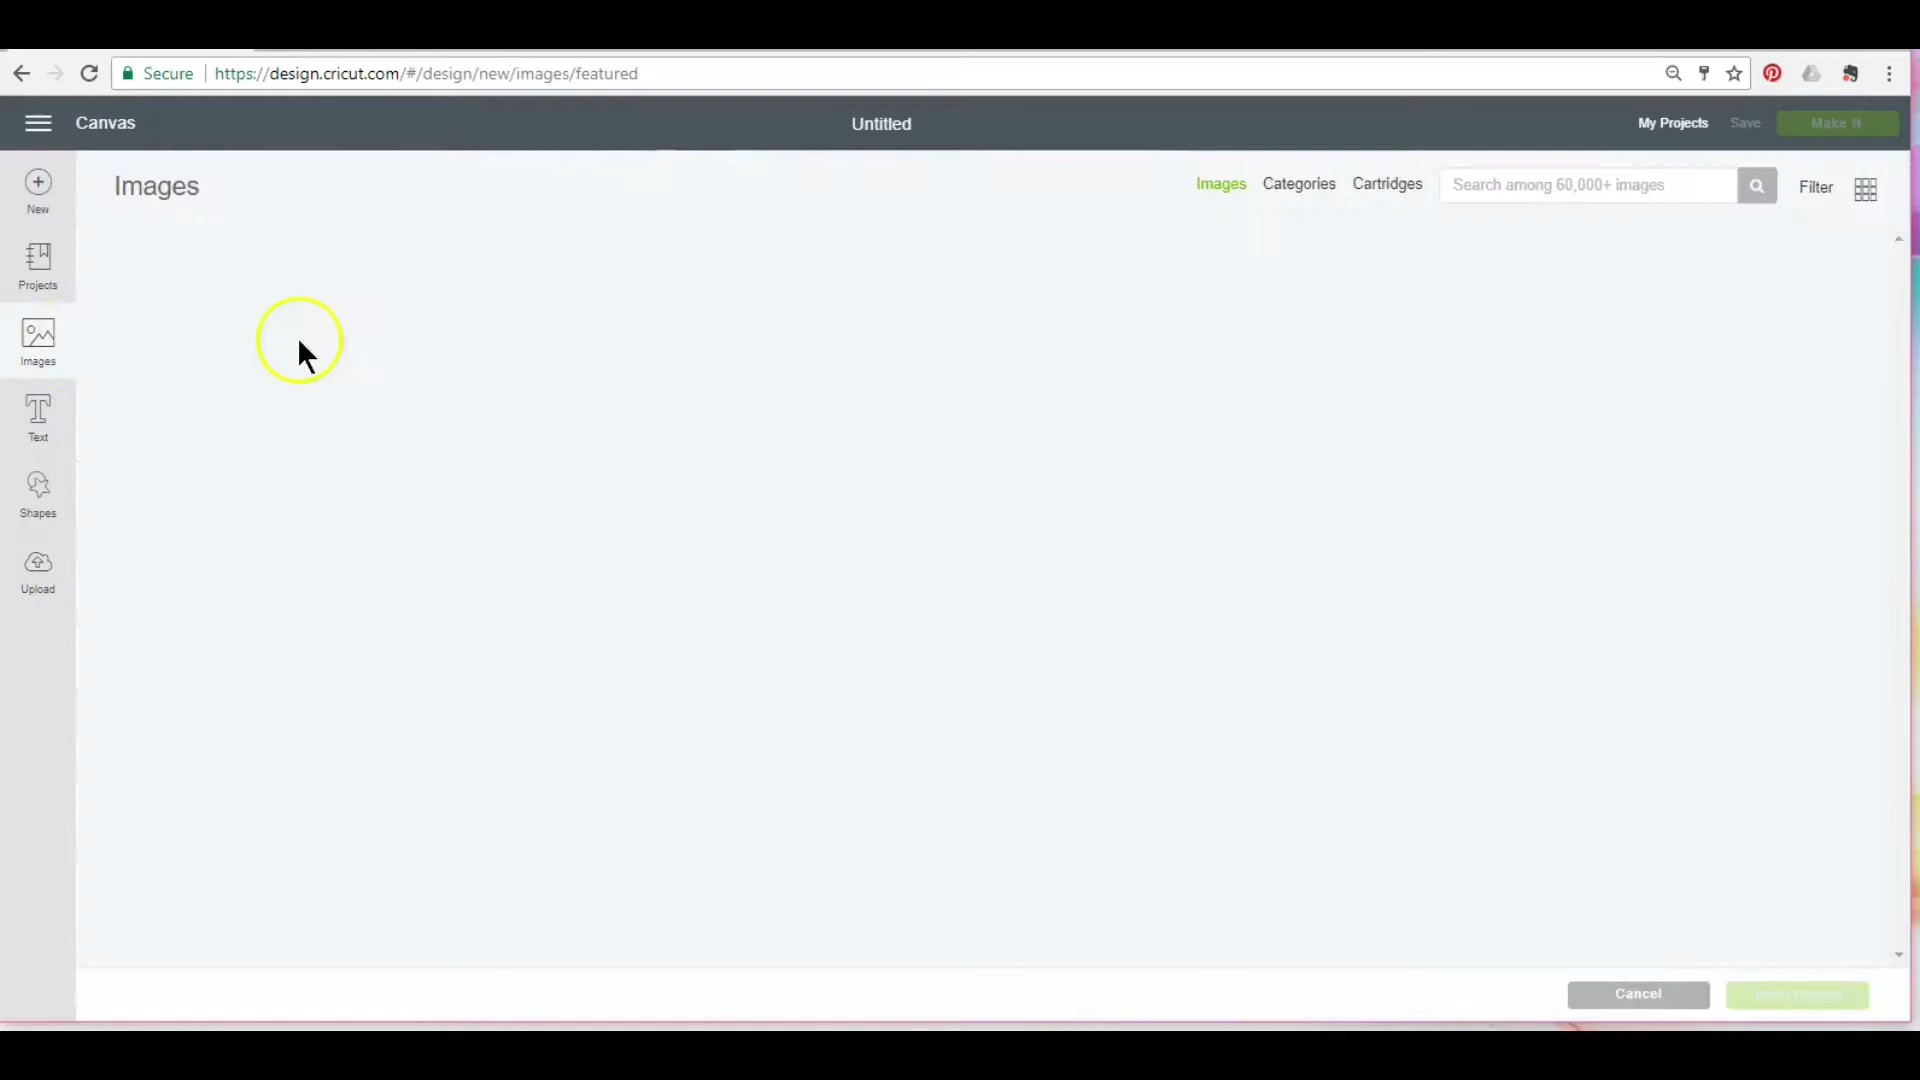 Secure https://design.cricut.com/#/design/new/images/featured
Canvas
Untitled
My Projects
Save
Make It
Images
Images
Categories
Cartridges
Search among 60,000+ images
Filter
New
Projects
Images
Text
Shapes
Upload
Cancel